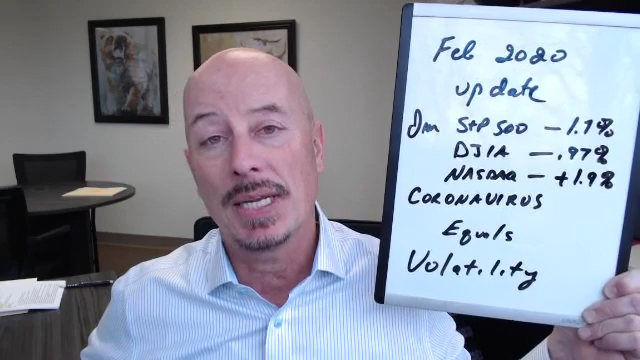 Feb 2020
update
Jan S+P 500 — 1.1%
DJIA — .97%
NASDAQ — +1.9%
CORONAVIRUS
Equals
Volatility